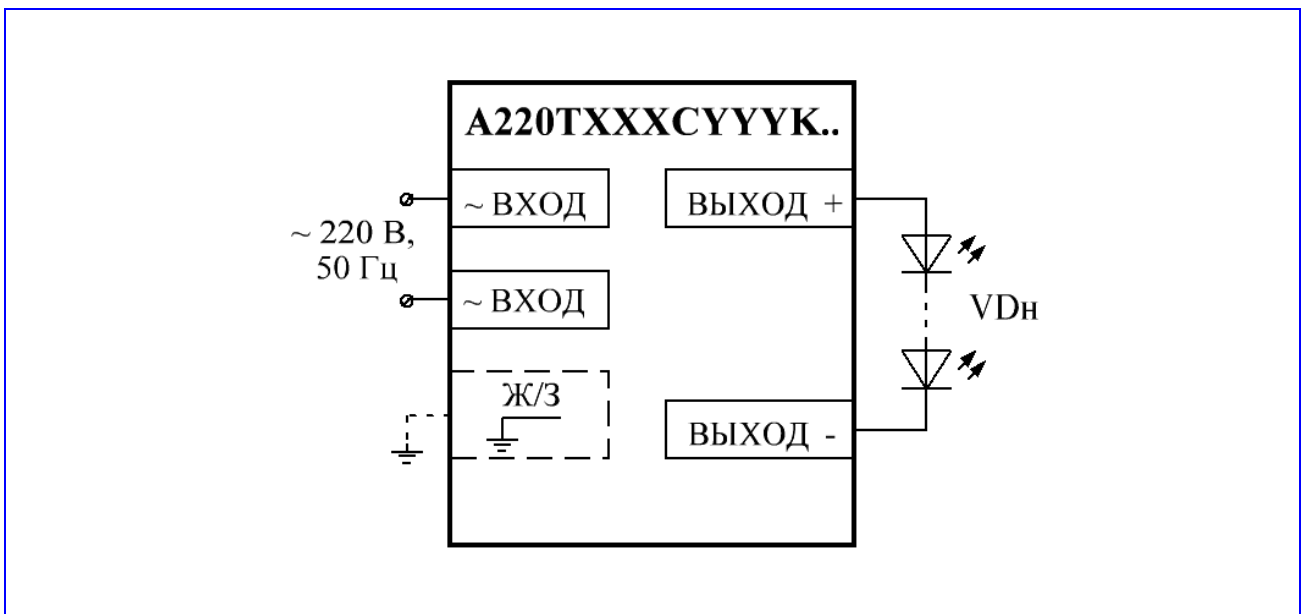 A220TXXXCYYYK..
~ ВХОД
ВЫХОД +
~ 220 В,
50 Гц
~ ВХОД
VDн
Ж/З
ВЫХОД -